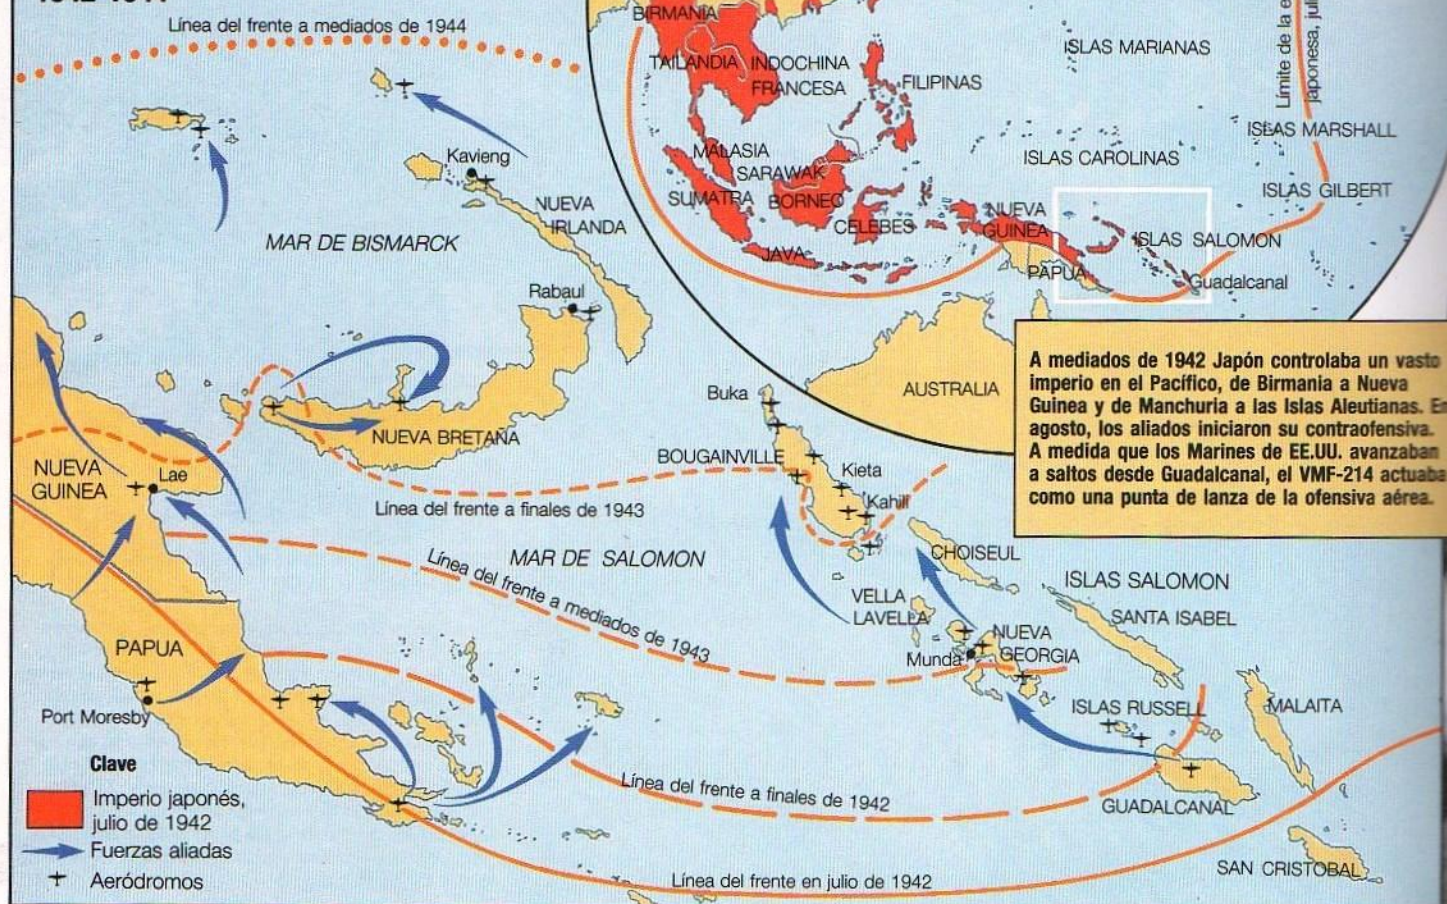 Línea del frente a mediados de 1944
Kavieng
NUEVA
IRLANDA
MAR DE BISMARCK
Rabaul
NUEVA BRETAÑA
NUEVA
GUINEA
Lae
Línea del frente a finales de 1943
MAR DE SALOMON
Línea del frente a mediados de 1943
PAPUA
Port Moresby
Buka
BOUGAINVILLE
Kieta
Kahili
CHOISEUL
ISLAS SALOMON
VELLA
LAVELLA
SANTA ISABEL
NUEVA
GEORGIA
Munda
ISLAS RUSSELL
MALAITA
Línea del frente a finales de 1942
GUADALCANAL
SAN CRISTOBAL
Línea del frente en julio de 1942
Clave
Imperio japonés,
julio de 1942
Fuerzas aliadas
Aeródromos
BIRMANIA
TAILANDIA
INDOCHINA
FRANCESA
FILIPINAS
ISLAS MARIANAS
Límite de la
japonesa,
ISLAS MARSHALL
ISLAS CAROLINAS
ISLAS GILBERT
MALASIA
SARAWAK
SUMATRA
BORNEO
CELEBES
JAVA
NUEVA
GUINEA
PAPUA
ISLAS SALOMON
Guadalcanal
AUSTRALIA
A mediados de 1942 Japón controlaba un vasto
imperio en el Pacífico, de Birmania a Nueva
Guinea y de Manchuria a las Islas Aleutianas. En
agosto, los aliados iniciaron su contraofensiva.
A medida que los Marines de EE.UU. avanzaban
a saltos desde Guadalcanal, el VMF-214 actuaba
como una punta de lanza de la ofensiva aérea.